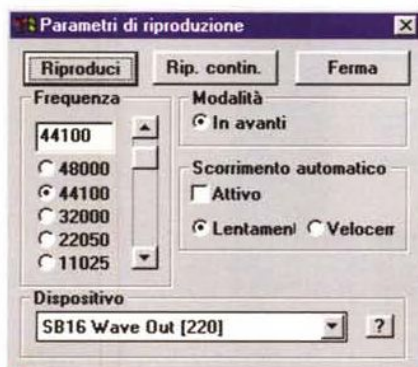 Parametri di riproduzione
Riproduci Rip. contin. Ferma
Frequenza
44100
48000
44100
32000
22050
11025
Modalità
In avanti
Scorrimento automatico
Attivo
Lentamen Velocem
Dispositivo
SB16 Wave Out [220] ?